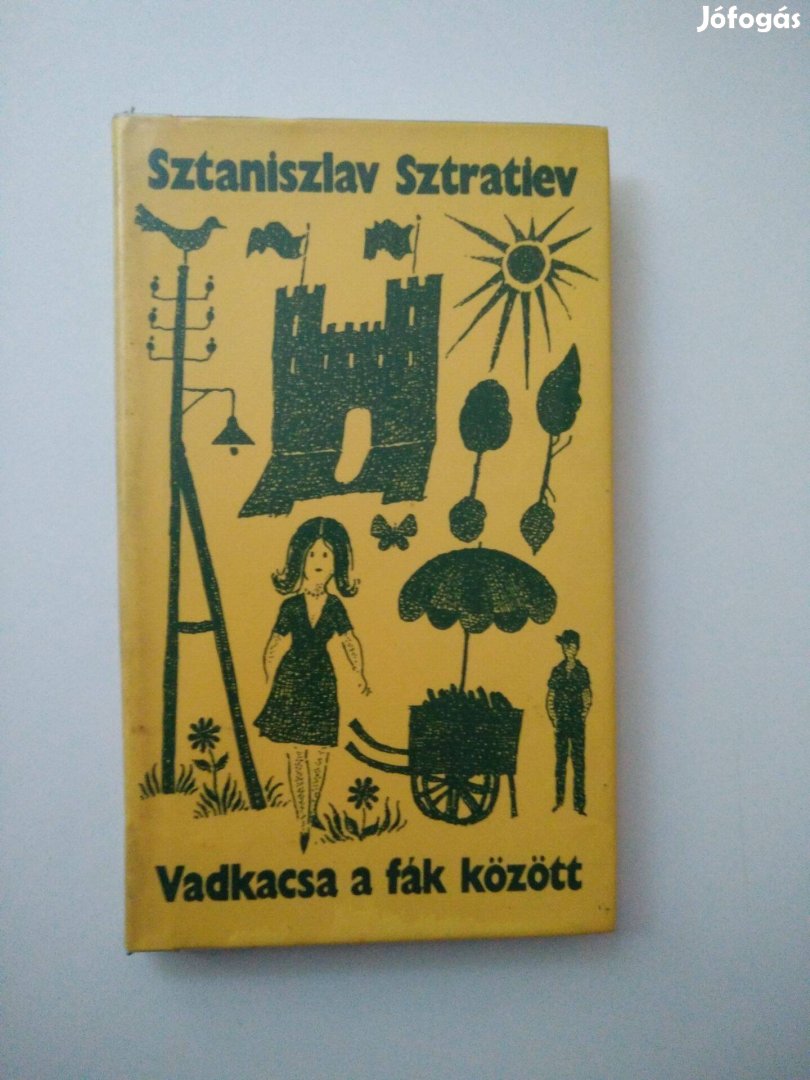 Jófogás
Sztaniszlav Sztratiev
Vadkacsa a fák között